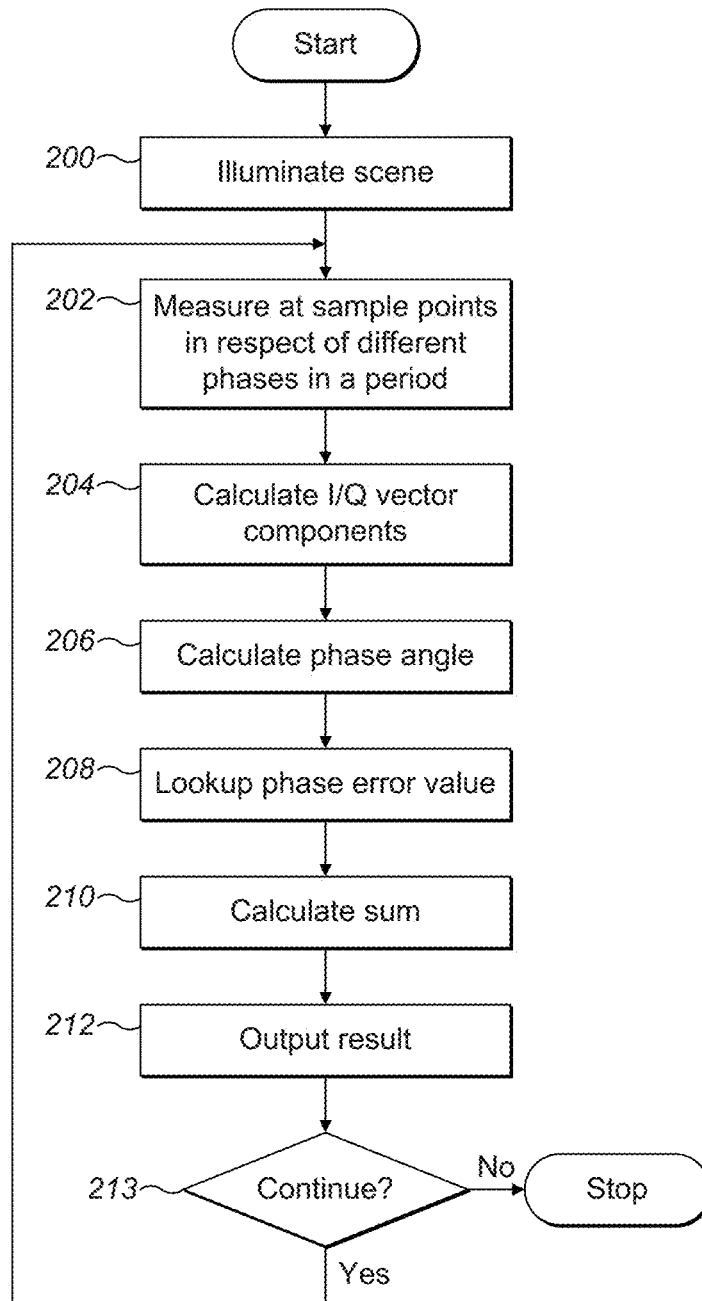 Start
200
Illuminate scene
202
Measure at sample points
in respect of different
phases in a period
204
Calculate I/Q vector
components
206
Calculate phase angle
208
Lookup phase error value
210
Calculate sum
212
Output result
213
Continue?
No
Stop
Yes